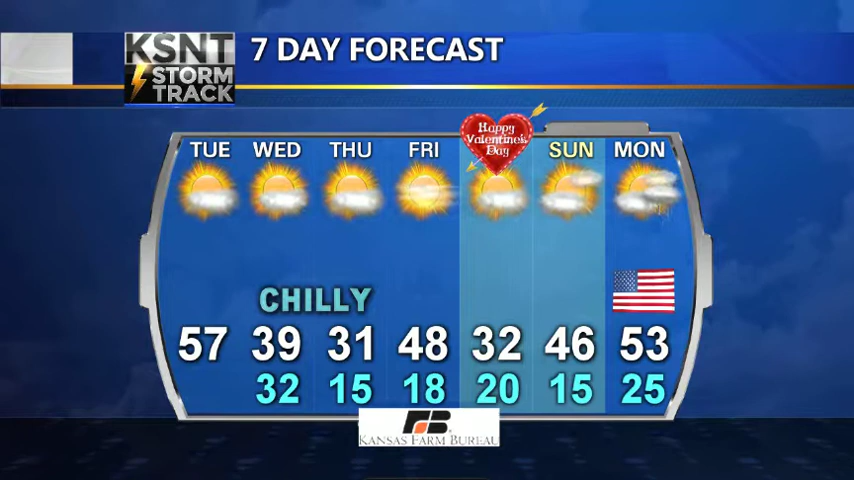 KSNT
STORM
TRACK
7 DAY FORECAST
TUE WED THU FRI SUN MON
Happy
Valentine's
Day
CHILLY
57 39 31 48 32 46 53
32 15 18 20 15 25
FB
KANSAS FARM BUREAU